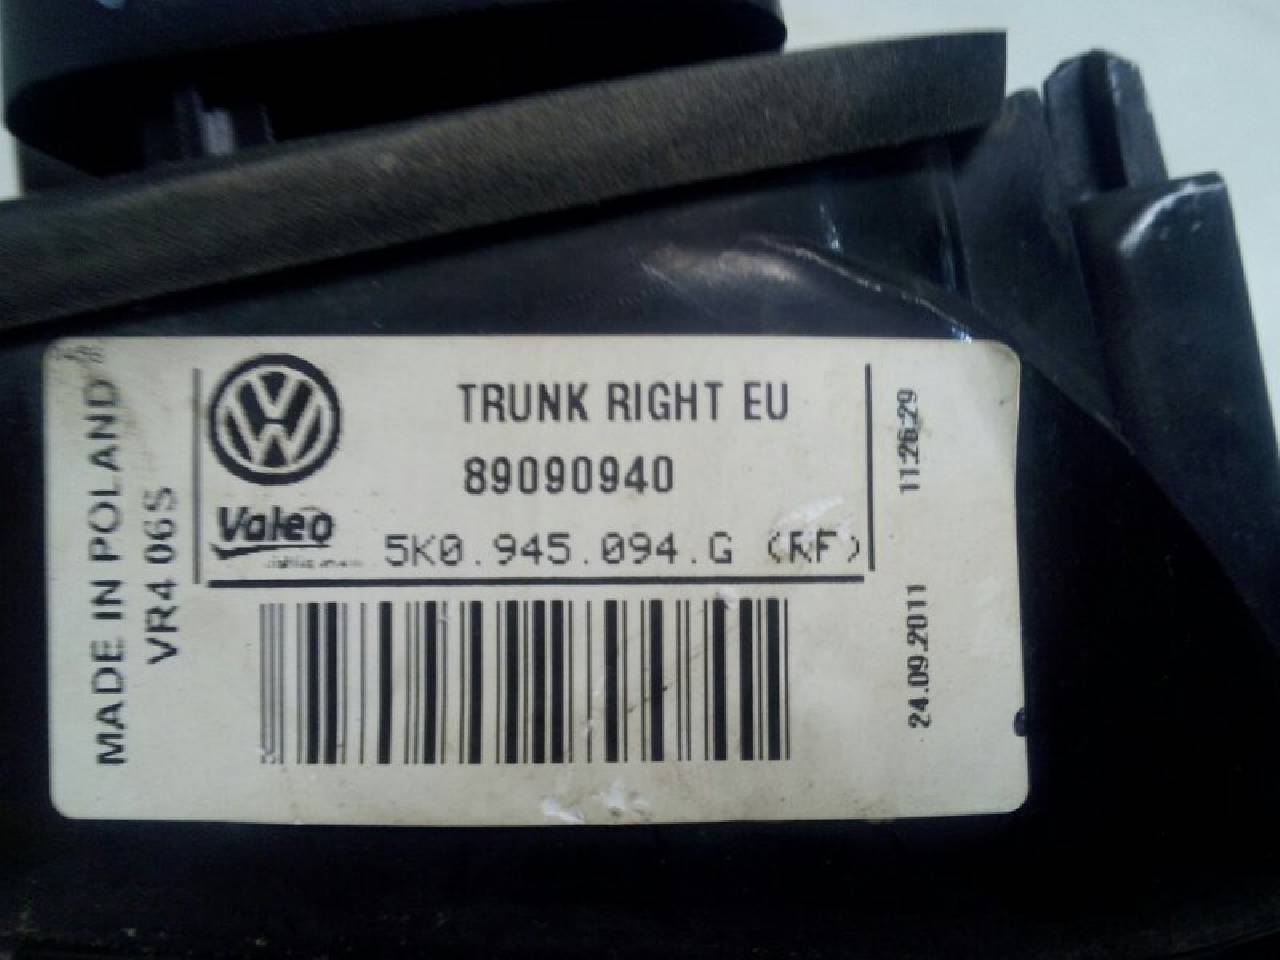 MADE IN POLAND
VR4 06S
TRUNK RIGHT EU
89090940
Valeo
5K0.945.094.G (RF)
11:26:29
24.09.2011